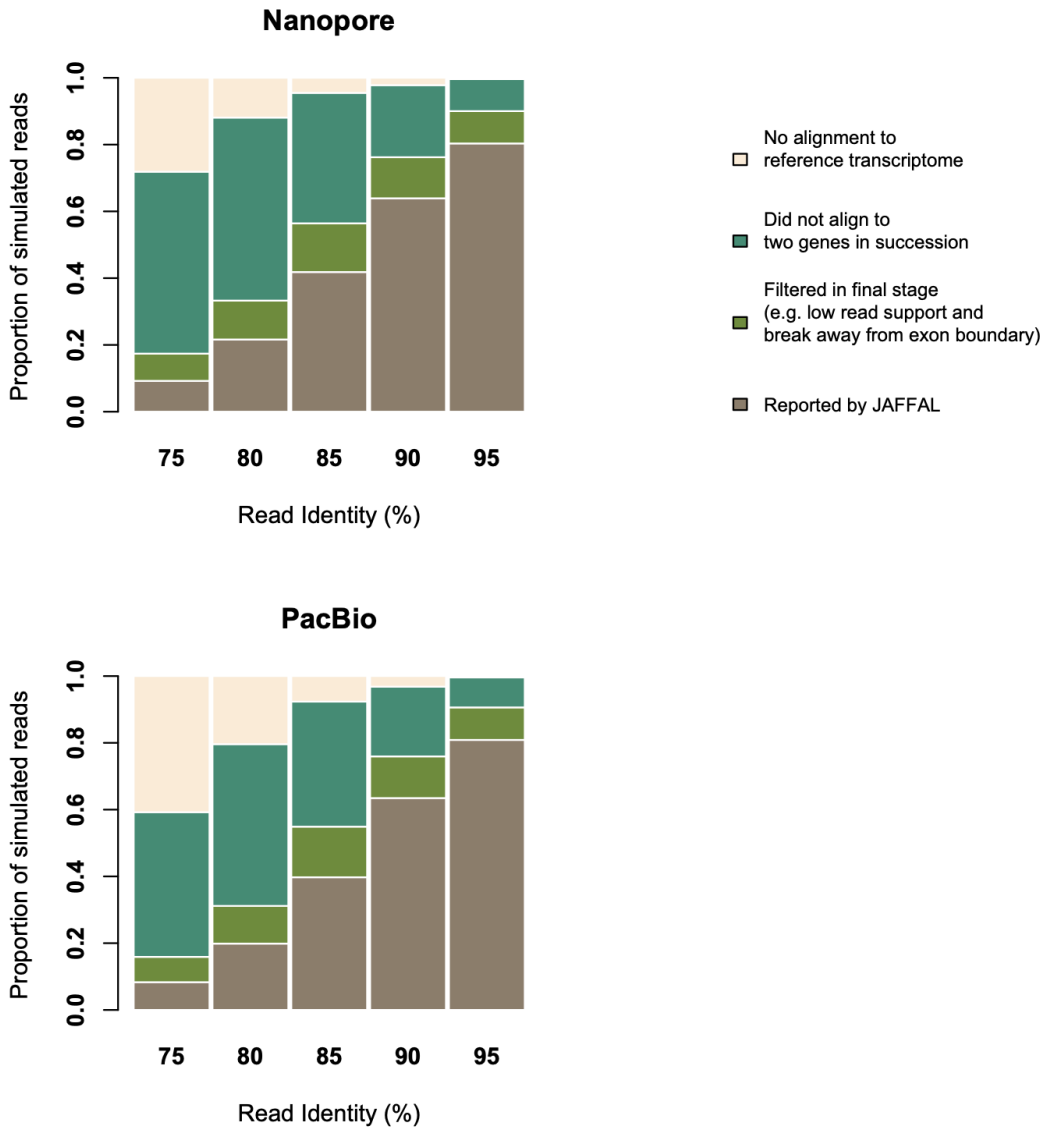 Nanopore
Proportion of simulated reads
1.0
0.8
0.6
0.4
0.2
0.0
75 80 85 90 95
Read Identity (%)
No alignment to
reference transcriptome
Did not align to
two genes in succession
Filtered in final stage
(e.g. low read support and
break away from exon boundary)
Reported by JAFFAL
PacBio
Proportion of simulated reads
1.0
0.8
0.6
0.4
0.2
0.0
75 80 85 90 95
Read Identity (%)